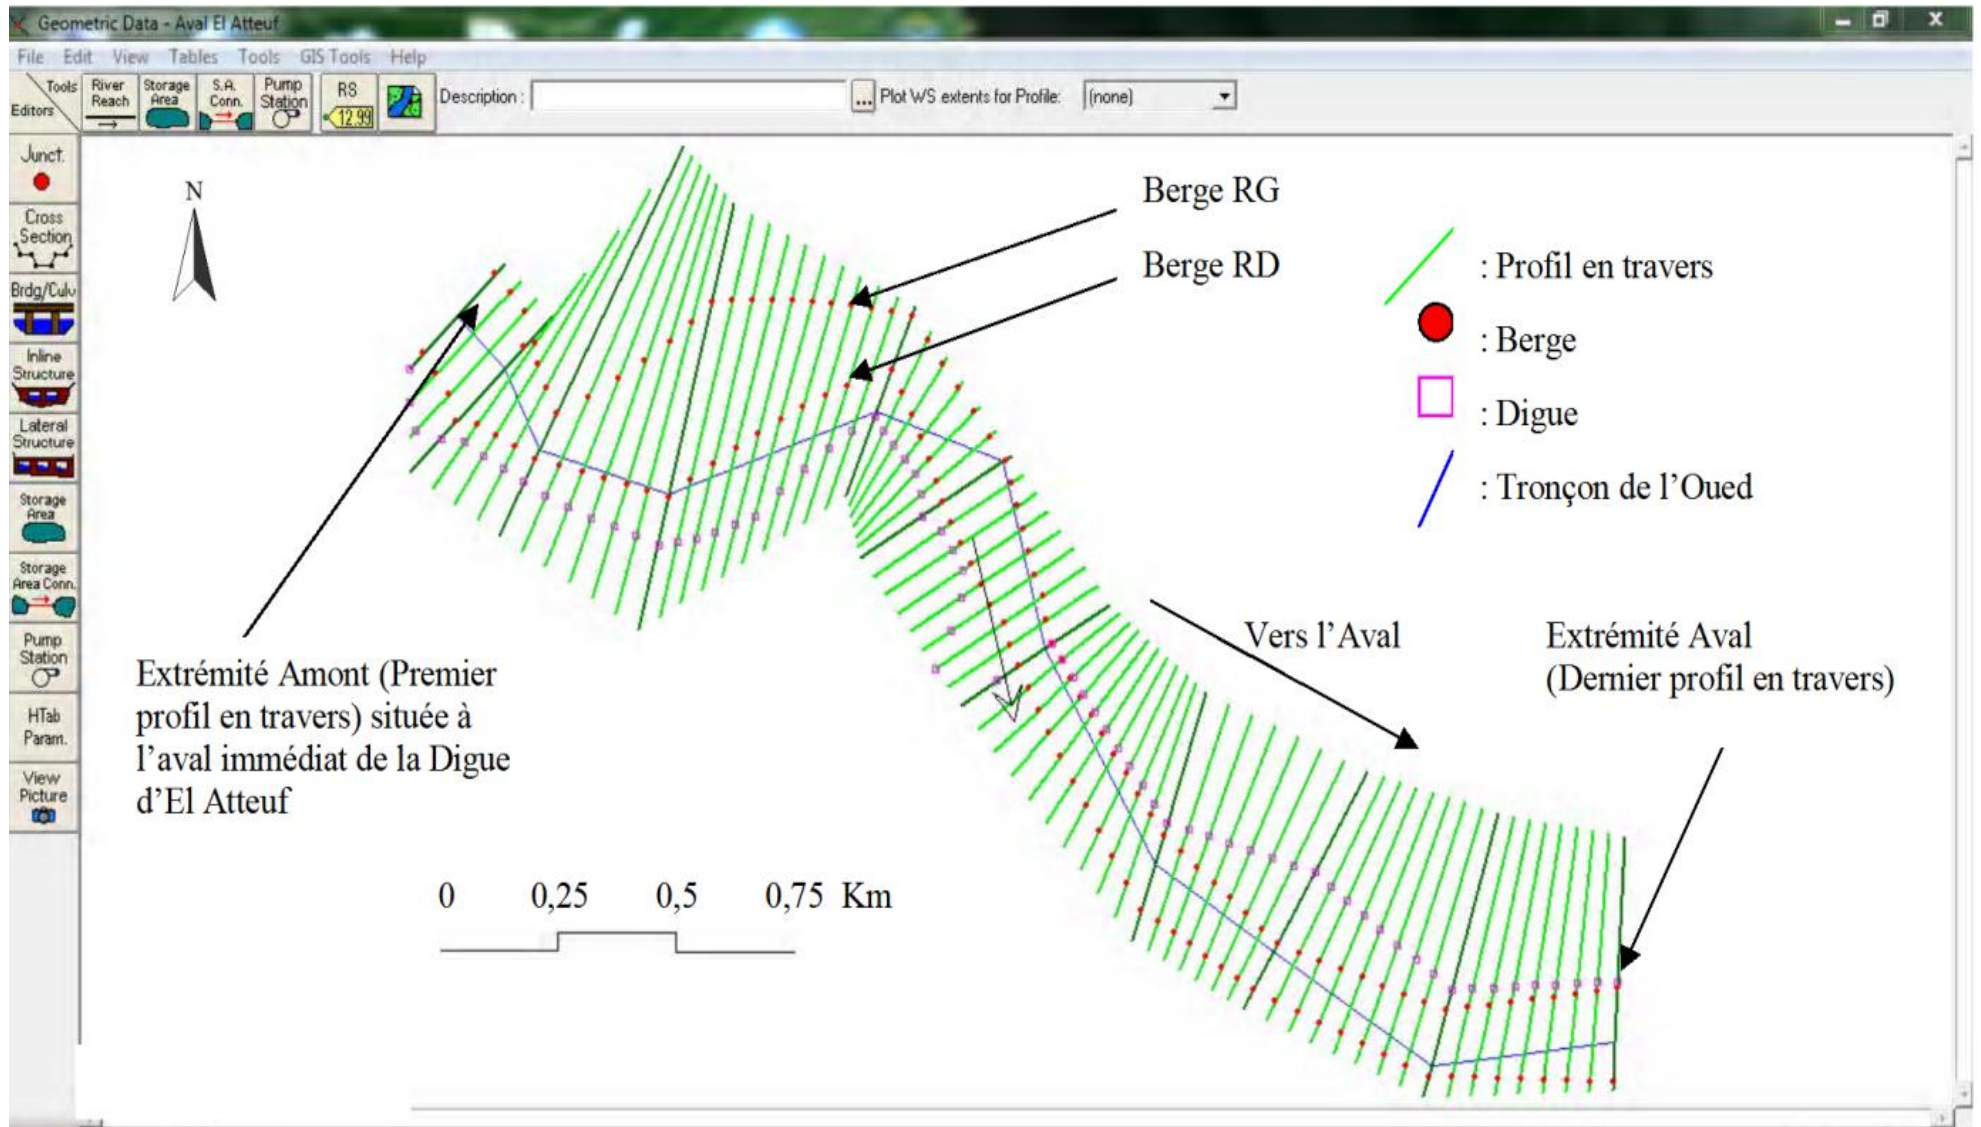 Geometric Data - Aval El Atteuf
File Edit View Tables Tools GIS Tools Help
Tools
Editors
River
Reach
Storage
Area
S.A.
Conn.
Pump
Station
RS
12.99
Description :
...
Plot WS extents for Profile:
(none)
Junct.
Cross
Section
Brdg/Culv
Inline
Structure
Lateral
Structure
Storage
Area
Storage
Area Conn.
Pump
Station
HTab
Param.
View
Picture
N
Berge RG
Berge RD
: Profil en travers
: Berge
: Digue
: Tronçon de l'Oued
Extrémité Amont (Premier
profil en travers) située à
l'aval immédiat de la Digue
d'El Atteuf
Vers l'Aval
Extrémité Aval
(Dernier profil en travers)
0 0,25 0,5 0,75 Km